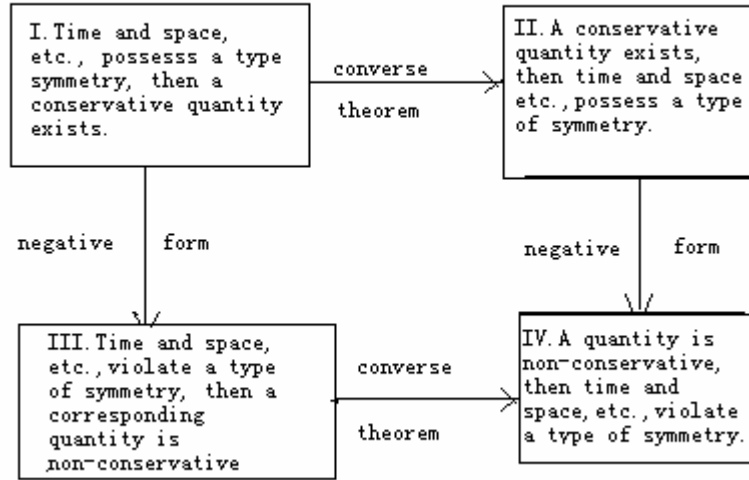 I. Time and space,
etc., possesss a type
symmetry, then a
conservative quantity
exists.
converse
theorem
II. A conservative
quantity exists,
then time and space
etc., possess a type
of symmetry.
negative form
negative form
III. Time and space,
etc., violate a type
of symmetry, then a
corresponding
quantity is
non-conservative
converse
theorem
IV. A quantity is
non-conservative,
then time and
space, etc., violate
a type of symmetry.